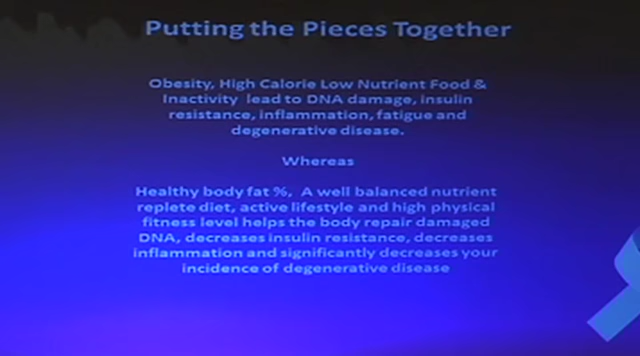 Putting the Pieces Together
Obesity, High Calorie Low Nutrient Food &
Inactivity lead to DNA damage, insulin
resistance, inflammation, fatigue and
degenerative disease.
Whereas
Healthy body fat %, A well balanced nutrient
replete diet, active lifestyle and high physical
fitness level helps the body repair damaged
DNA, decreases insulin resistance, decreases
inflammation and significantly decreases your
incidence of degenerative disease